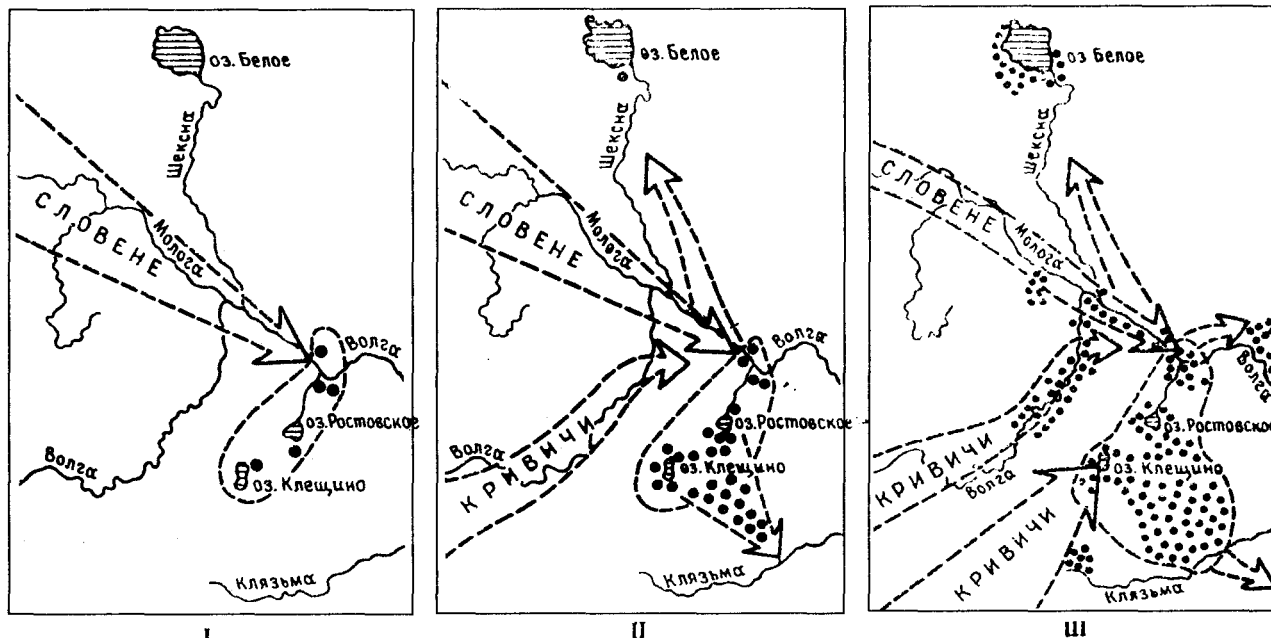 оз. Белое
Шексна
СЛОВЕНЕ
Молога
Волга
оз. Ростовское
оз. Клещино
Волга
Клязьма
I
оз. Белое
Шексна
СЛОВЕНЕ
Молога
Волга
оз. Ростовское
Волга
КРИВИЧИ
оз. Клещино
Клязьма
II
оз. Белое
Шексна
СЛОВЕНЕ
Молога
Волга
оз. Ростовское
КРИВИЧИ
Волга
оз. Клещино
КРИВИЧИ
Клязьма
III